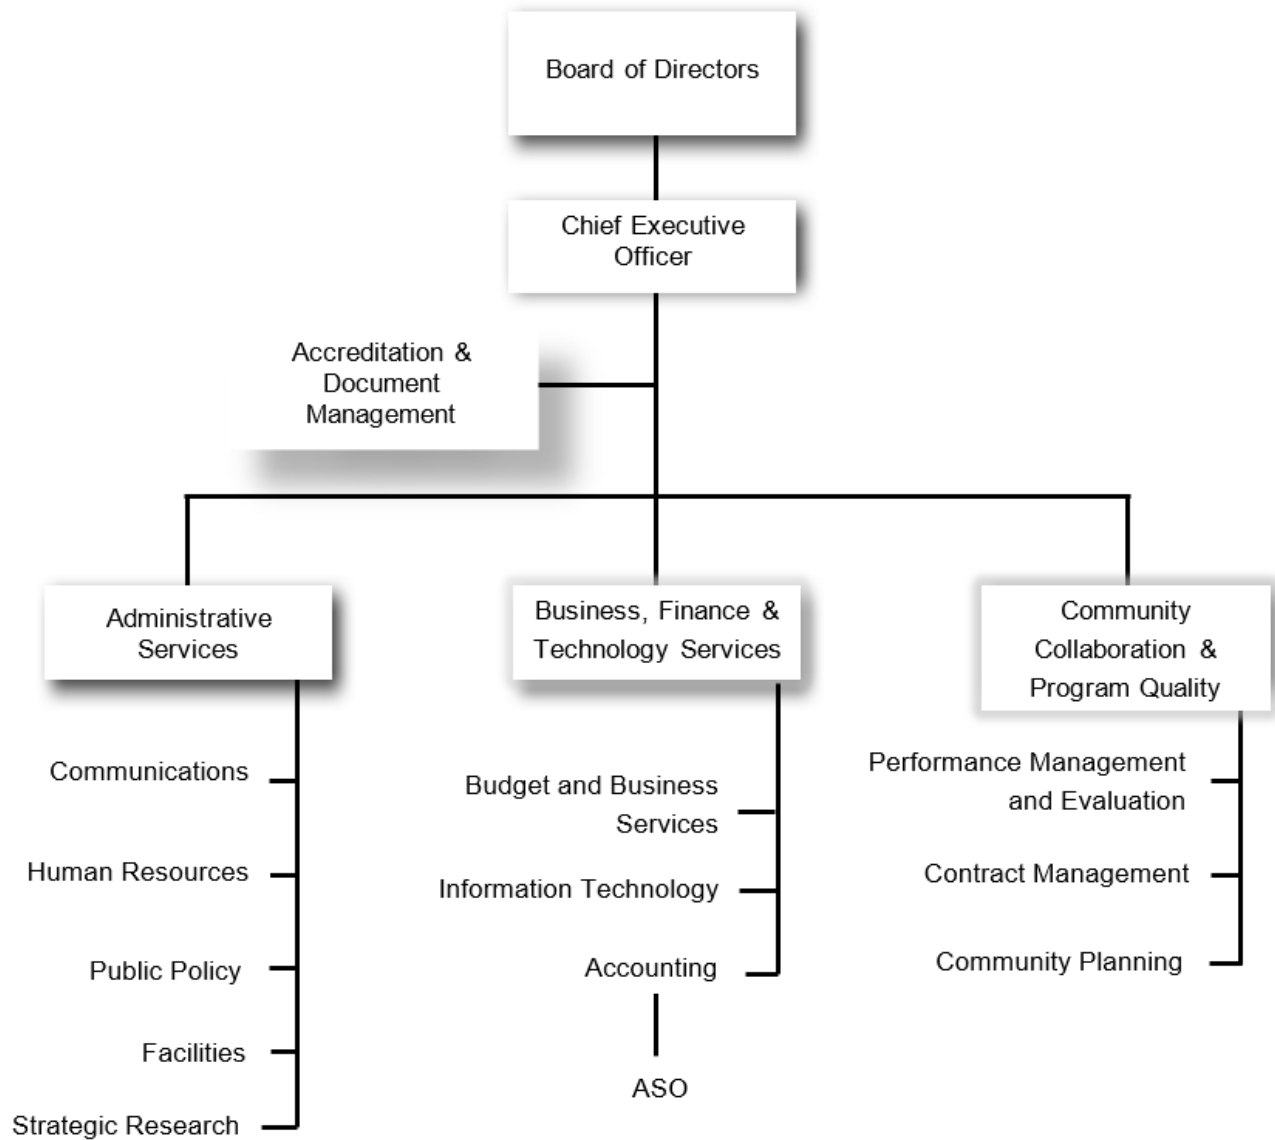 Board of Directors
Chief Executive
Officer
Accreditation &
Document
Management
Administrative
Services
Communications
Human Resources
Public Policy
Facilities
Strategic Research
Business, Finance &
Technology Services
Budget and Business
Services
Information Technology
Accounting
ASO
Community
Collaboration &
Program Quality
Performance Management
and Evaluation
Contract Management
Community Planning